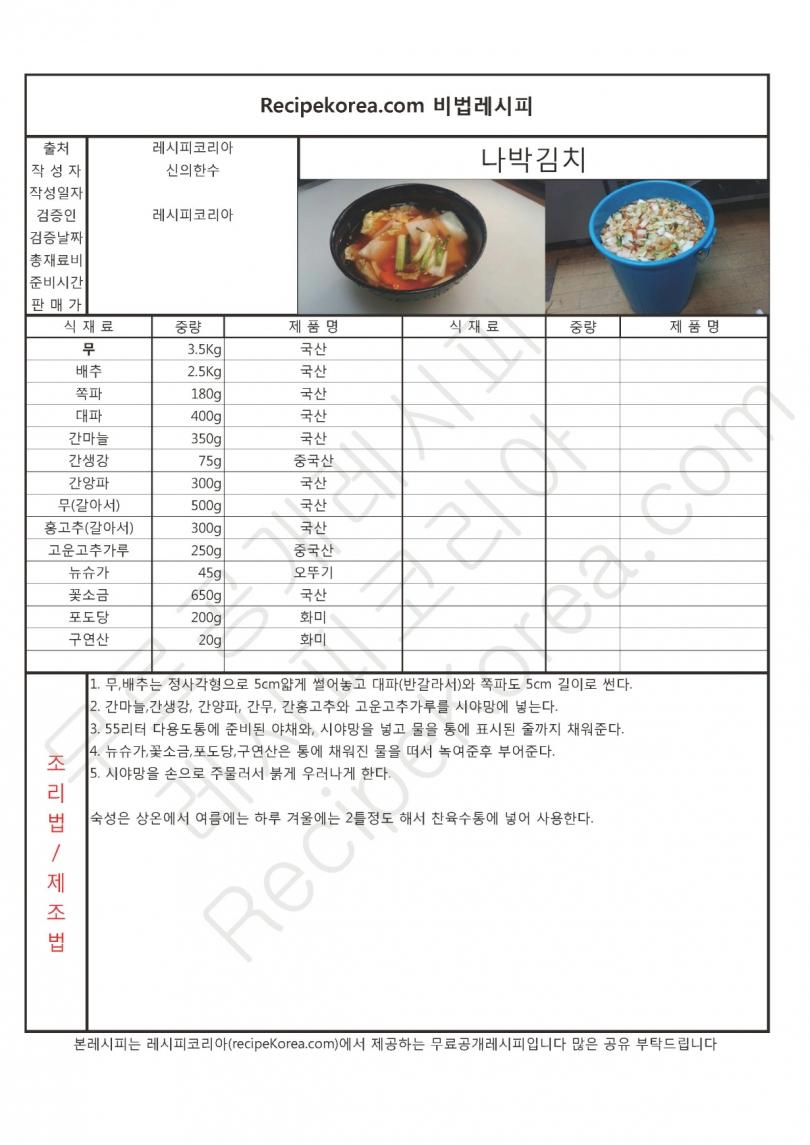 Recipekorea.com 비법레시피
출처 레시피코리아
작 성 자 신의한수
작성일자
검증인 레시피코리아
검증날짜
총재료비
준비시간
판 매 가
나박김치
식 재 료 중량 제 품 명 식 재 료 중량 제 품 명
무 3.5Kg 국산
배추 2.5Kg 국산
쪽파 180g 국산
대파 400g 국산
간마늘 350g 국산
간생강 75g 중국산
간양파 300g 국산
무(갈아서) 500g 국산
홍고추(갈아서) 300g 국산
고운고추가루 250g 중국산
뉴슈가 45g 오뚜기
꽃소금 650g 국산
포도당 200g 화미
구연산 20g 화미
조리법/제조법
1. 무,배추는 정사각형으로 5cm얇게 썰어놓고 대파(반갈라서)와 쪽파도 5cm 길이로 썬다.
2. 간마늘,간생강, 간양파, 간무, 간홍고추와 고운고추가루를 시야망에 넣는다.
3. 55리터 다용도통에 준비된 야채와, 시야망을 넣고 물을 통에 표시된 줄까지 채워준다.
4. 뉴슈가,꽃소금,포도당,구연산은 통에 채워진 물을 떠서 녹여준후 부어준다.
5. 시야망을 손으로 주물러서 붉게 우러나게 한다.
숙성은 상온에서 여름에는 하루 겨울에는 2틀정도 해서 찬육수통에 넣어 사용한다.
본레시피는 레시피코리아(recipeKorea.com)에서 제공하는 무료공개레시피입니다 많은 공유 부탁드립니다
무료공개레시피
레시피코리아
Recipekorea.com